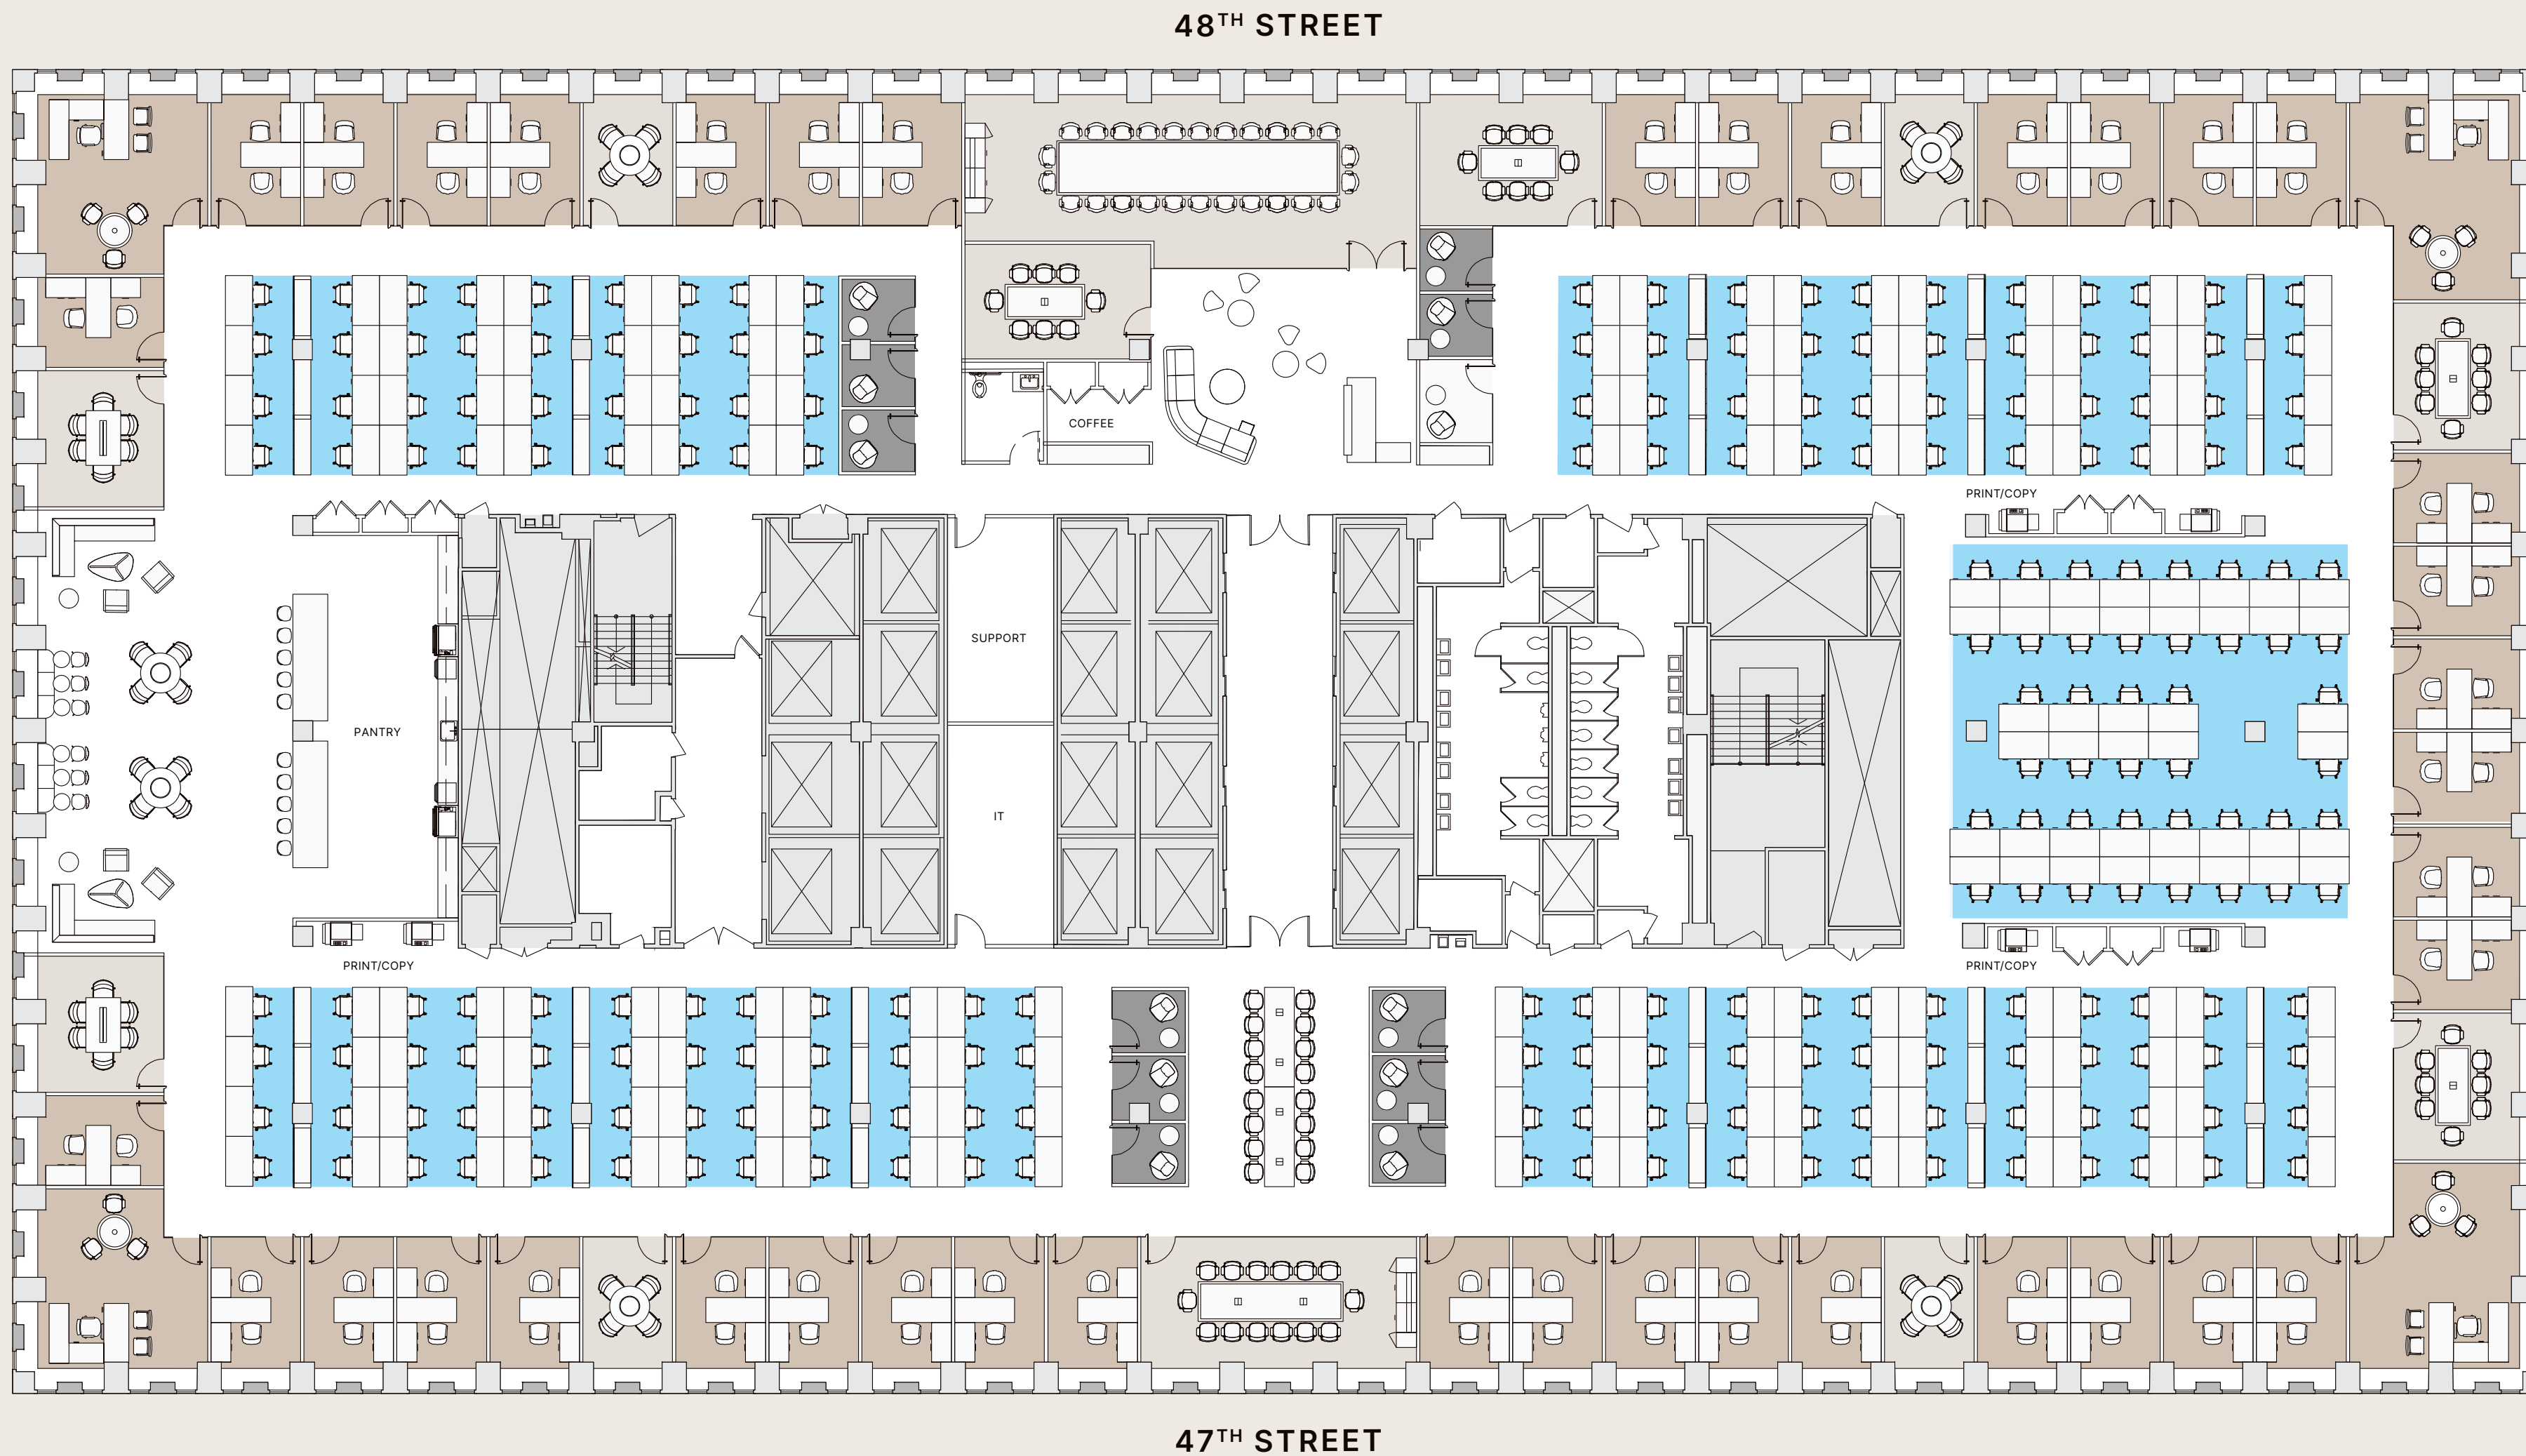 48TH STREET
COFFEE
PRINT/COPY
SUPPORT
PANTRY
IT
PRINT/COPY
PRINT/COPY
47TH STREET